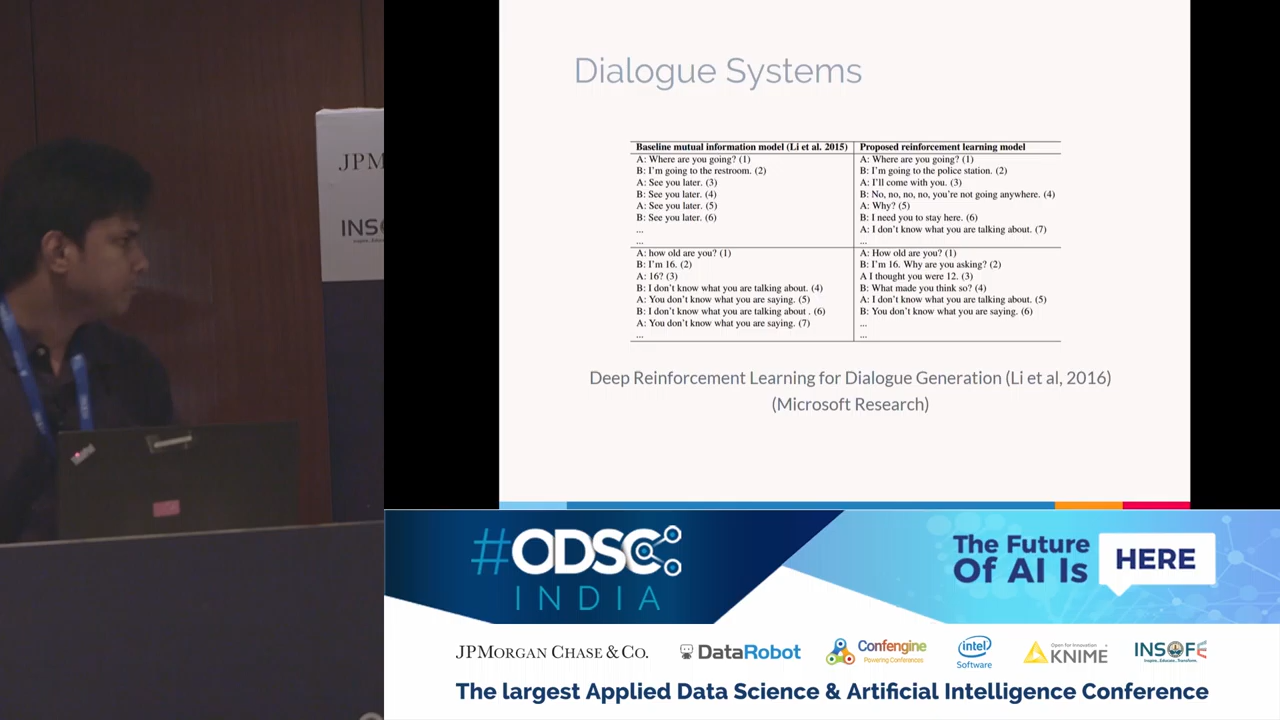 JPM
INSO
Dialogue Systems
Baseline mutual information model (Li et al. 2015)
A: Where are you going? (1)
B: I'm going to the restroom. (2)
A: See you later. (3)
B: See you later. (4)
A: See you later. (5)
B: See you later. (6)
...
...
A: how old are you? (1)
B: I'm 16. (2)
A: 16? (3)
B: I don't know what you are talking about. (4)
A: You don't know what you are saying. (5)
B: I don't know what you are talking about . (6)
A: You don't know what you are saying. (7)
...
Proposed reinforcement learning model
A: Where are you going? (1)
B: I'm going to the police station. (2)
A: I'll come with you. (3)
B: No, no, no, no, you're not going anywhere. (4)
A: Why? (5)
B: I need you to stay here. (6)
A: I don't know what you are talking about. (7)
...
A: How old are you? (1)
B: I'm 16. Why are you asking? (2)
A I thought you were 12. (3)
B: What made you think so? (4)
A: I don't know what you are talking about. (5)
B: You don't know what you are saying. (6)
...
...
Deep Reinforcement Learning for Dialogue Generation (Li et al, 2016)
(Microsoft Research)
#ODSC
INDIA
The Future
Of AI Is HERE
JPMORGAN CHASE & CO.
DataRobot
Confengine
Powering Conferences
intel
Software
Open for Innovation
KNIME
INSOFE
Inspire...Educate...Transform.
The largest Applied Data Science & Artificial Intelligence Conference